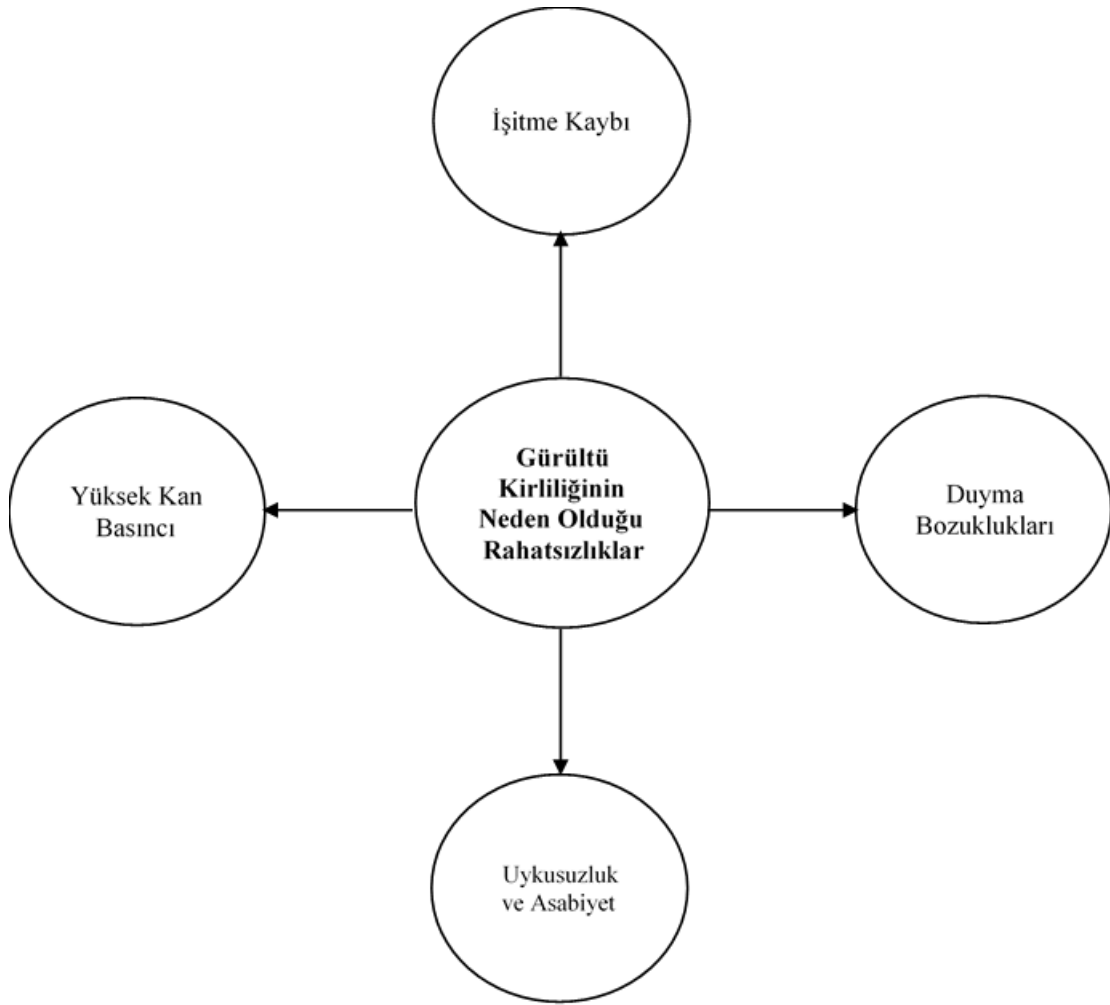 İşitme Kaybı
Yüksek Kan
Basıncı
Gürültü
Kirliliğinin
Neden Olduğu
Rahatsızlıklar
Duyma
Bozuklukları
Uykusuzluk
ve Asabiyet